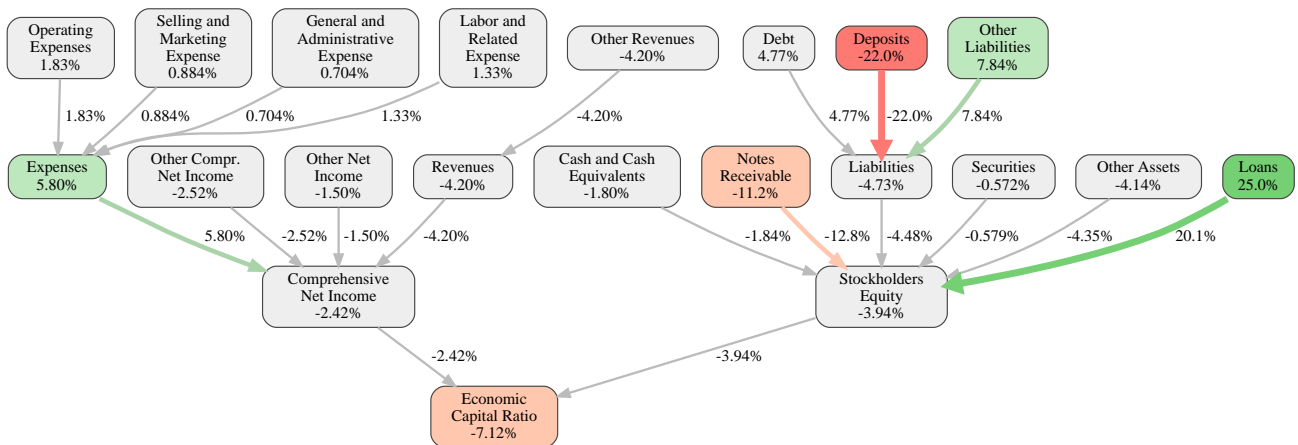 Operating
Expenses
1.83%
Selling and
Marketing
Expense
0.884%
General and
Administrative
Expense
0.704%
Labor and
Related
Expense
1.33%
Other Revenues
-4.20%
Debt
4.77%
Deposits
-22.0%
Other
Liabilities
7.84%
1.83%
0.884%
0.704%
1.33%
-4.20%
4.77%
-22.0%
7.84%
Expenses
5.80%
Other Compr.
Net Income
-2.52%
Other Net
Income
-1.50%
Revenues
-4.20%
Cash and Cash
Equivalents
-1.80%
Notes
Receivable
-11.2%
Liabilities
-4.73%
Securities
-0.572%
Other Assets
-4.14%
Loans
25.0%
5.80%
-2.52%
-1.50%
-4.20%
-1.84%
-12.8%
-4.48%
-0.579%
-4.35%
20.1%
Comprehensive
Net Income
-2.42%
Stockholders
Equity
-3.94%
-2.42%
-3.94%
Economic
Capital Ratio
-7.12%